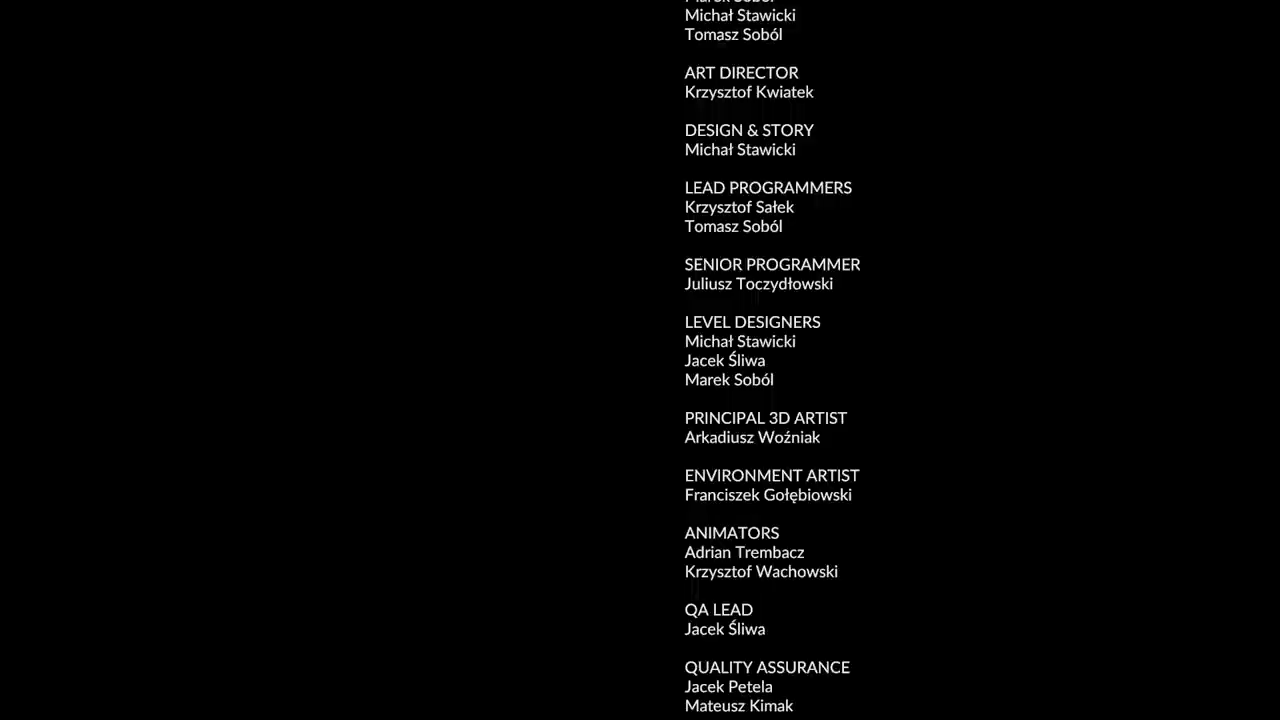 Marek Soból
Michał Stawicki
Tomasz Soból
ART DIRECTOR
Krzysztof Kwiatek
DESIGN & STORY
Michał Stawicki
LEAD PROGRAMMERS
Krzysztof Sałek
Tomasz Soból
SENIOR PROGRAMMER
Juliusz Toczydłowski
LEVEL DESIGNERS
Michał Stawicki
Jacek Śliwa
Marek Soból
PRINCIPAL 3D ARTIST
Arkadiusz Woźniak
ENVIRONMENT ARTIST
Franciszek Gołębiowski
ANIMATORS
Adrian Trembacz
Krzysztof Wachowski
QA LEAD
Jacek Śliwa
QUALITY ASSURANCE
Jacek Petela
Mateusz Kimak